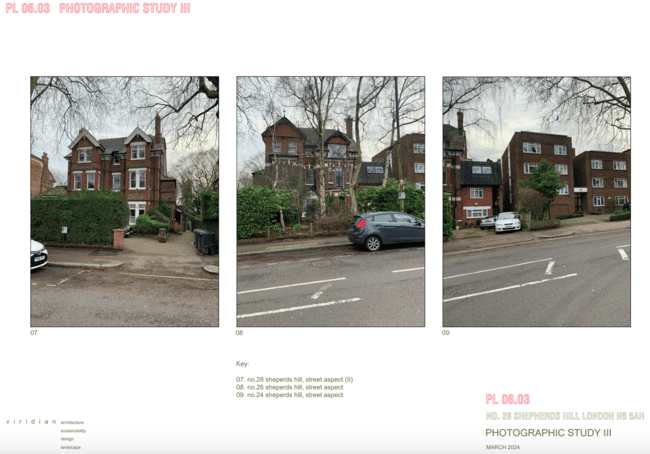 PL 06.03 PHOTOGRAPHIC STUDY III
07
08
09
Key:
07. no.28 sheperds hill, street aspect (II)
08. no.26 sheperds hill, street aspect
09. no.24 sheperds hill, street aspect
PL 06.03
NO. 28 SHEPHERDS HILL LONDON N6 5AH
PHOTOGRAPHIC STUDY III
MARCH 2024
viridian architecture
sustainability
design
landscape